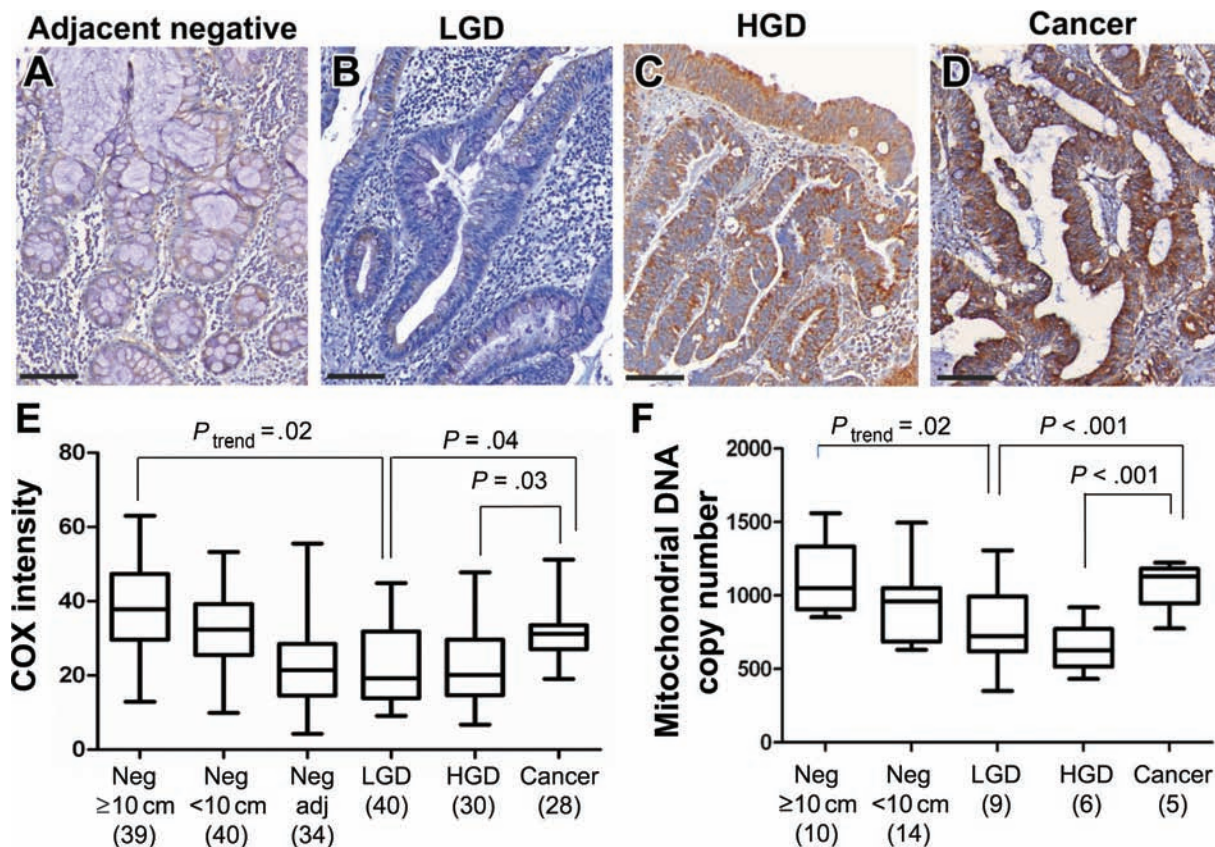 Adjacent negative
LGD
HGD
Cancer
A
B
C
D
E
P trend = .02
P = .04
P = .03
COX intensity
80
60
40
20
0
Neg ≥10 cm (39)
Neg <10 cm (40)
Neg adj (34)
LGD (40)
HGD (30)
Cancer (28)
F
P trend = .02
P < .001
P < .001
Mitochondrial DNA
copy number
2000
1500
1000
500
0
Neg ≥10 cm (10)
Neg <10 cm (14)
LGD (9)
HGD (6)
Cancer (5)